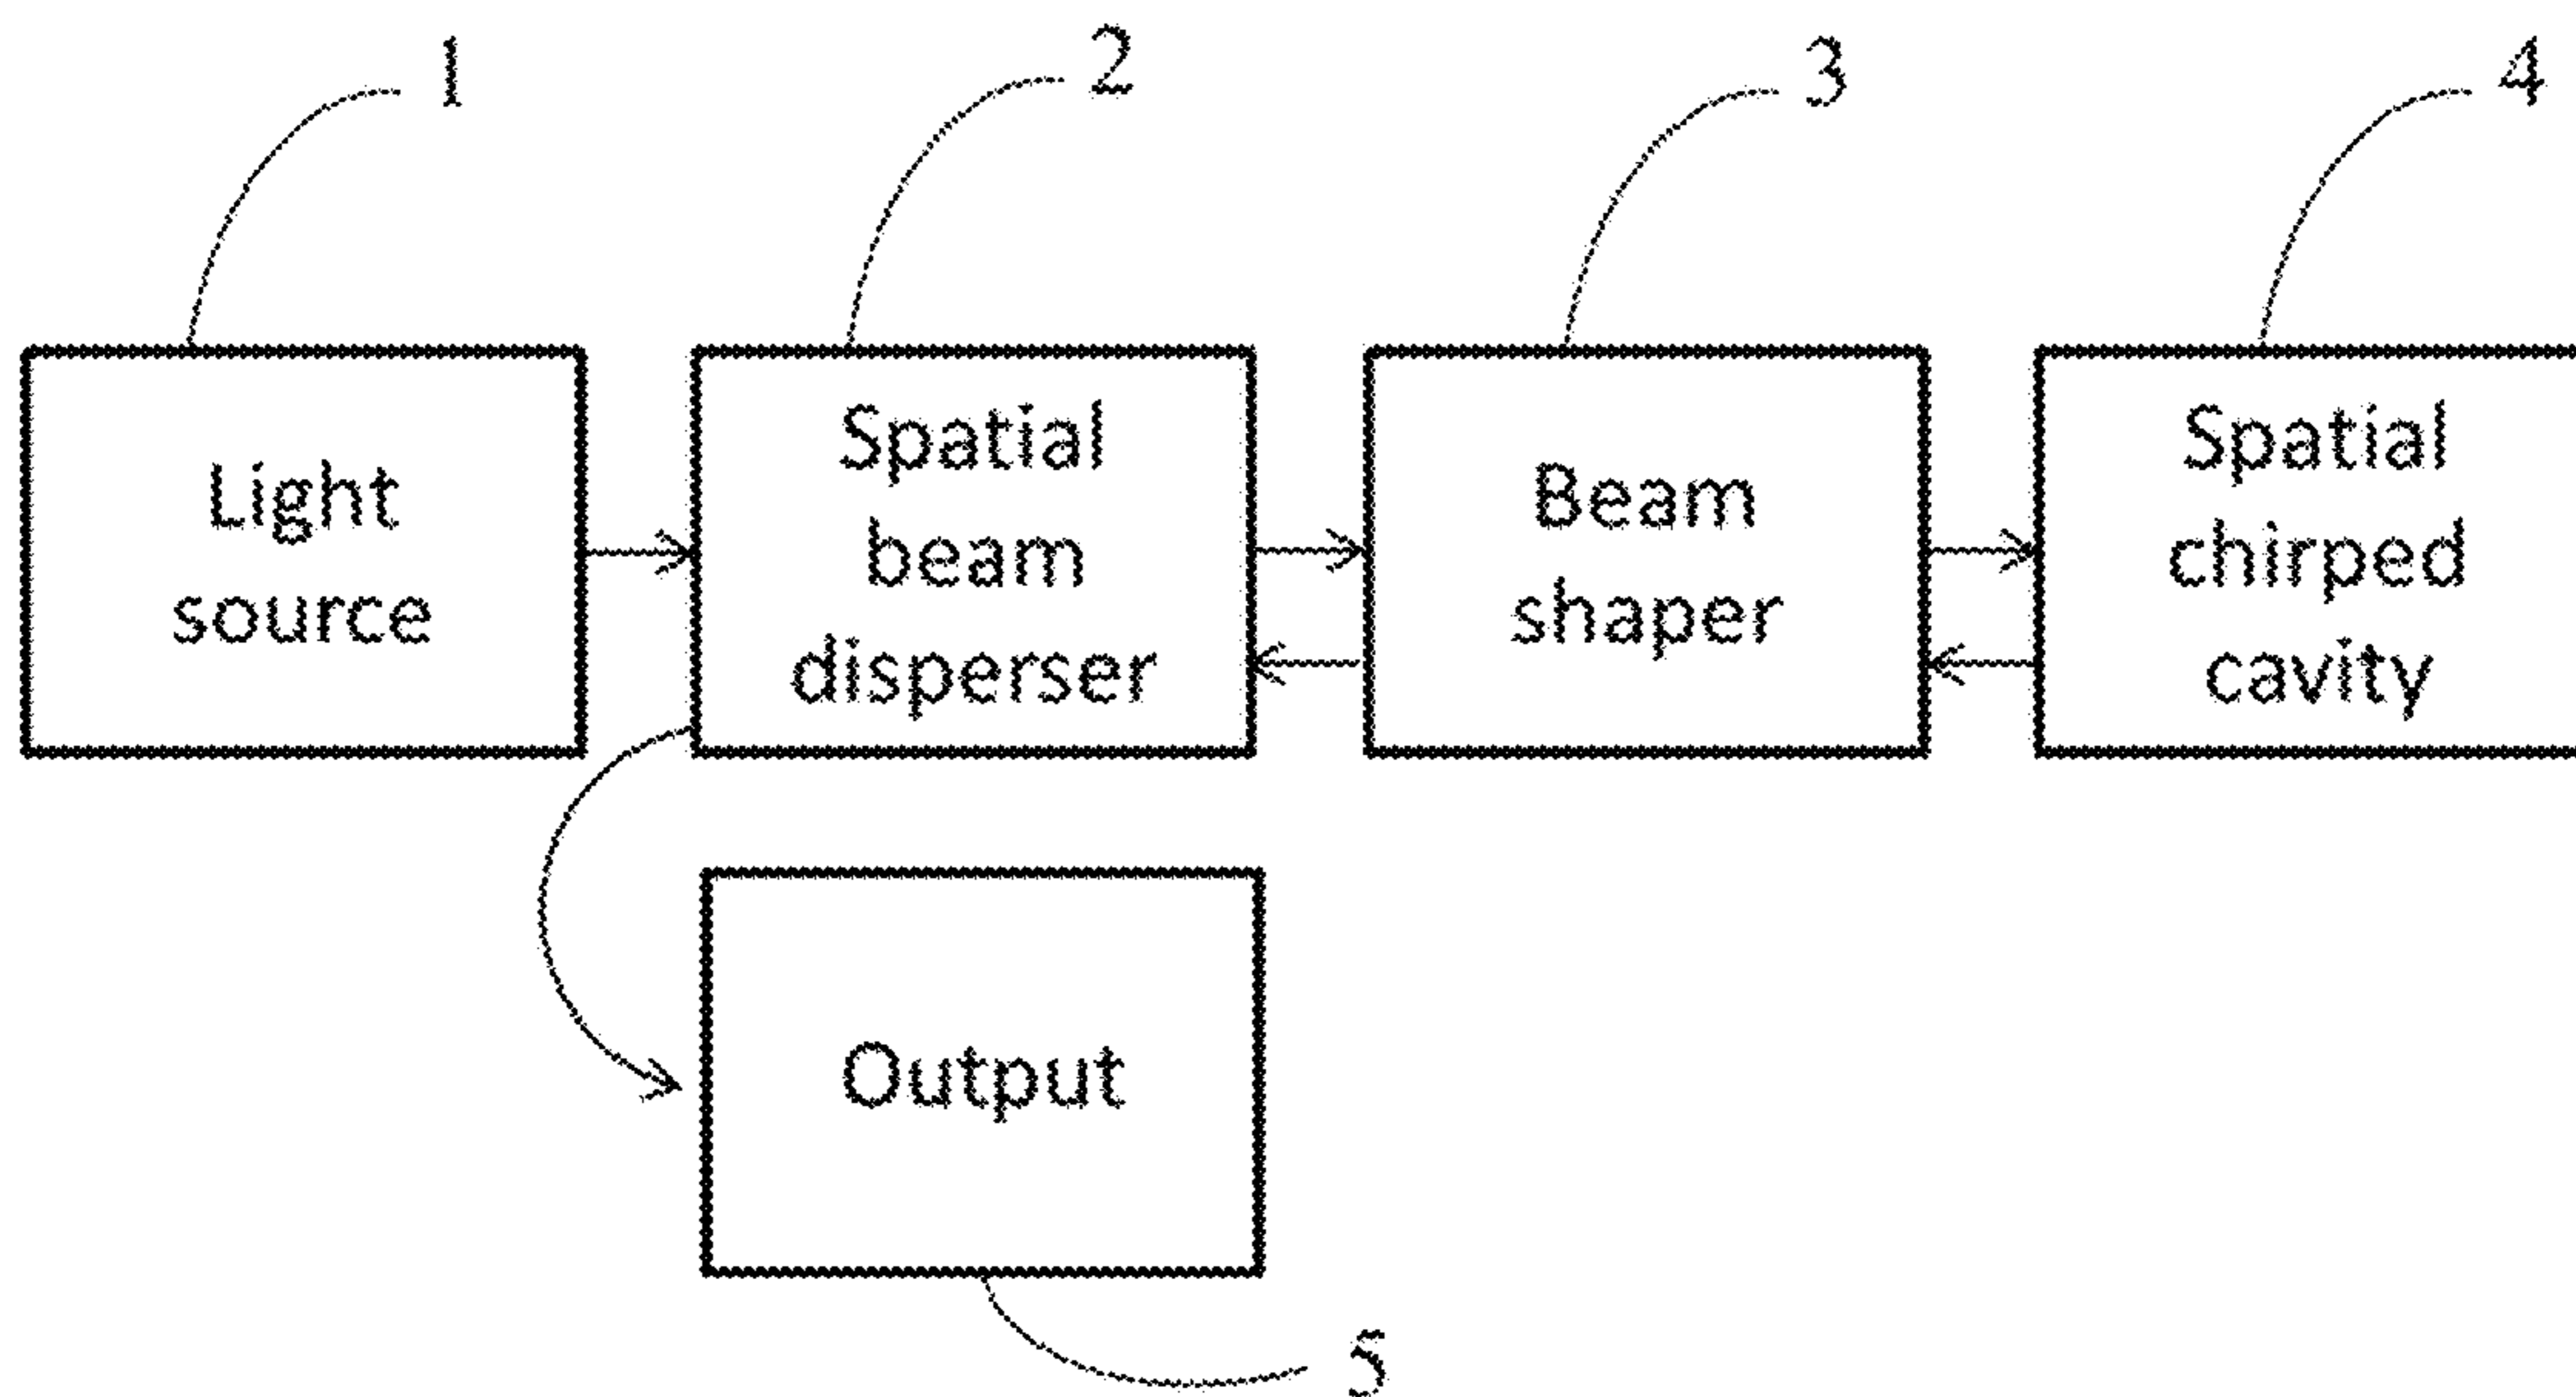 1
2
3
4
Light
source
Spatial
beam
disperser
Beam
shaper
Spatial
chirped
cavity
Output
5